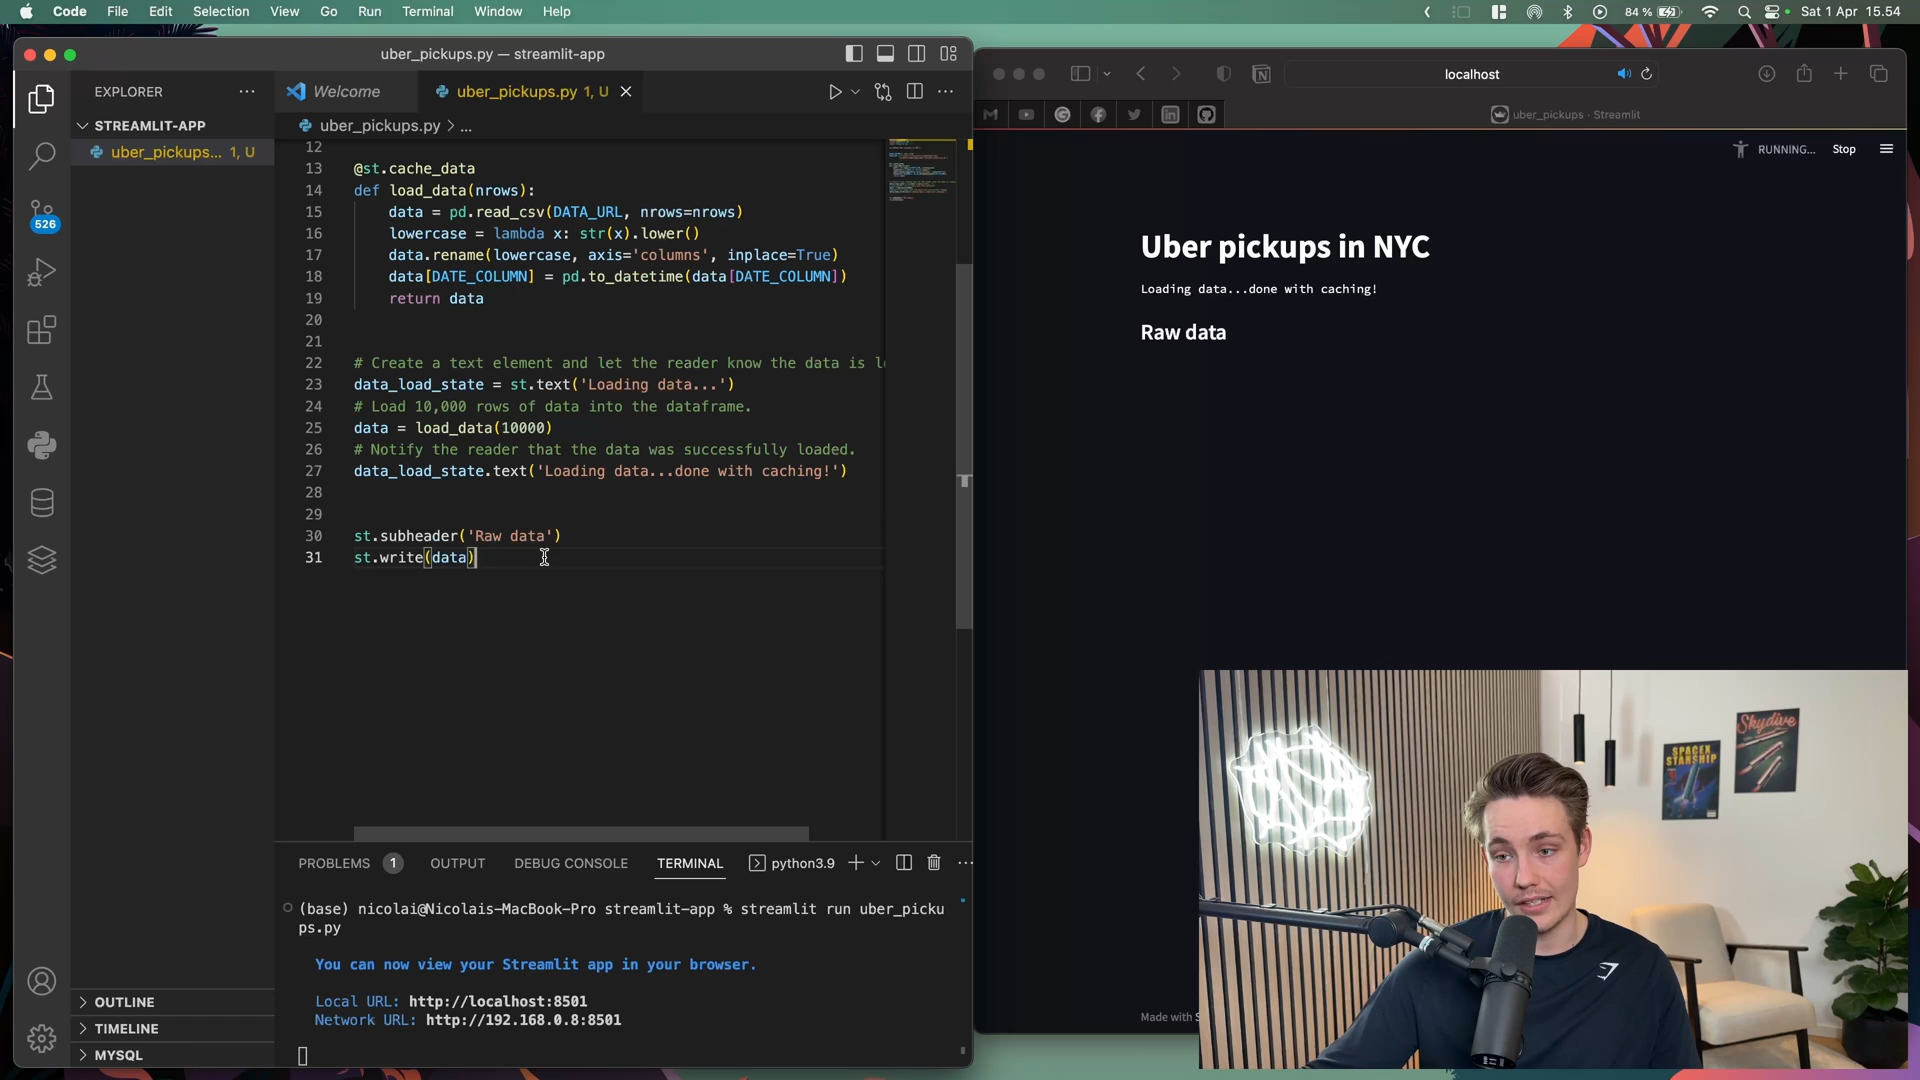 Code File Edit Selection View Go Run Terminal Window Help
84 % Sat 1 Apr 15.54
uber_pickups.py — streamlit-app
EXPLORER
STREAMLIT-APP
uber_pickups... 1, U
526
OUTLINE
TIMELINE
MYSQL
Welcome
uber_pickups.py 1, U
uber_pickups.py > ...
12
13 @st.cache_data
14 def load_data(nrows):
15 data = pd.read_csv(DATA_URL, nrows=nrows)
16 lowercase = lambda x: str(x).lower()
17 data.rename(lowercase, axis='columns', inplace=True)
18 data[DATE_COLUMN] = pd.to_datetime(data[DATE_COLUMN])
19 return data
20
21
22 # Create a text element and let the reader know the data is
23 data_load_state = st.text('Loading data...')
24 # Load 10,000 rows of data into the dataframe.
25 data = load_data(10000)
26 # Notify the reader that the data was successfully loaded.
27 data_load_state.text('Loading data...done with caching!')
28
29
30 st.subheader('Raw data')
31 st.write(data)
PROBLEMS 1 OUTPUT DEBUG CONSOLE TERMINAL python3.9
(base) nicolai@Nicolais-MacBook-Pro streamlit-app % streamlit run uber_picku
ps.py
You can now view your Streamlit app in your browser.
Local URL: http://localhost:8501
Network URL: http://192.168.0.8:8501
localhost
uber_pickups · Streamlit
RUNNING... Stop
Uber pickups in NYC
Loading data...done with caching!
Raw data
Made with S
SPACEX
STARSHIP
Skydive